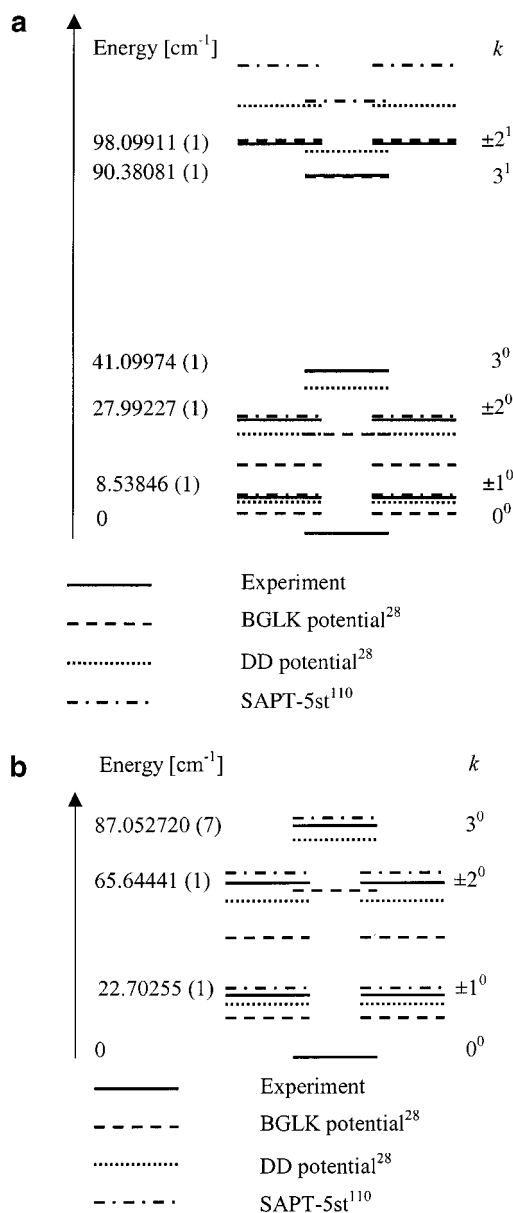 a
Energy [cm⁻¹] k
98.09911 (1) ±2¹
90.38081 (1) 3¹
41.09974 (1) 3⁰
27.99227 (1) ±2⁰
8.53846 (1) ±1⁰
0 0⁰
Experiment
BGLK potential²⁸
DD potential²⁸
SAPT-5st¹¹⁰
b
Energy [cm⁻¹] k
87.052720 (7) 3⁰
65.64441 (1) ±2⁰
22.70255 (1) ±1⁰
0 0⁰
Experiment
BGLK potential²⁸
DD potential²⁸
SAPT-5st¹¹⁰